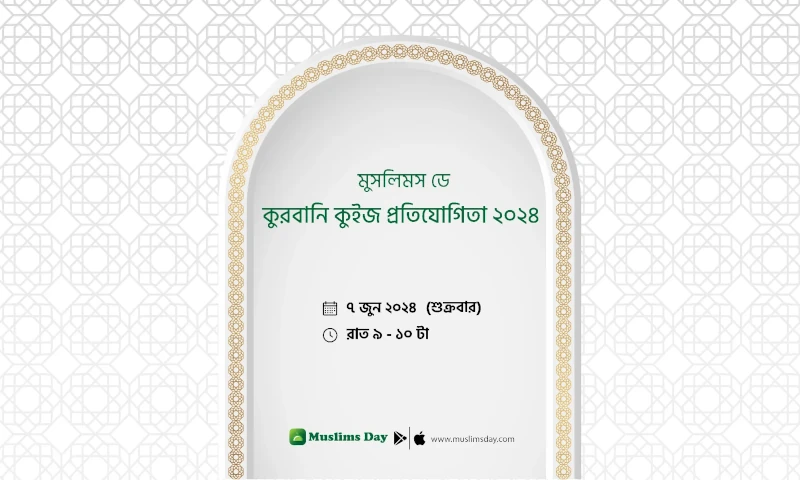 মুসলিমস ডে
কুরবানি কুইজ প্রতিযোগিতা ২০২৪
৭ জুন ২০২৪ (শুক্রবার)
রাত ৯ - ১০ টা
Muslims Day www.muslimsday.com